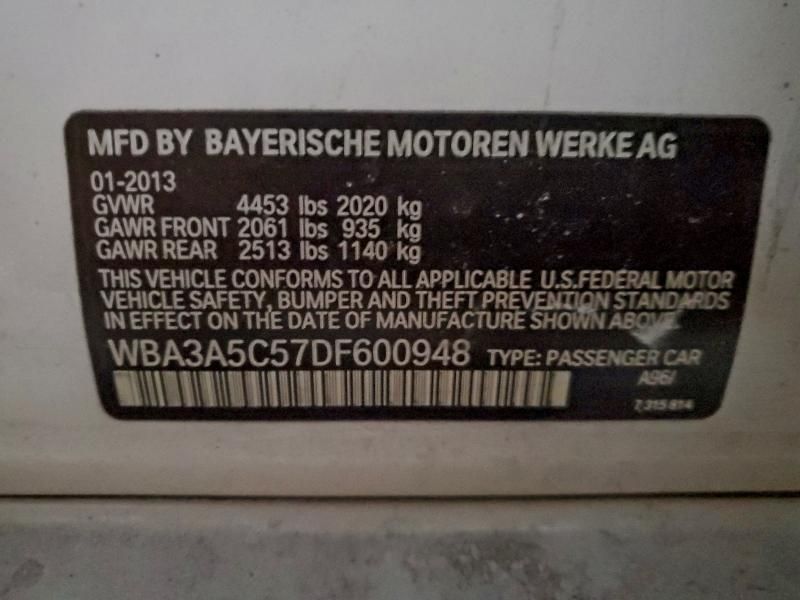 MFD BY BAYERISCHE MOTOREN WERKE AG
01-2013
GVWR 4453 lbs 2020 kg
GAWR FRONT 2061 lbs 935 kg
GAWR REAR 2513 lbs 1140 kg
THIS VEHICLE CONFORMS TO ALL APPLICABLE U.S.FEDERAL MOTOR
VEHICLE SAFETY, BUMPER AND THEFT PREVENTION STANDARDS
IN EFFECT ON THE DATE OF MANUFACTURE SHOWN ABOVE.
WBA3A5C57DF600948 TYPE: PASSENGER CAR
A96/
7,315 814